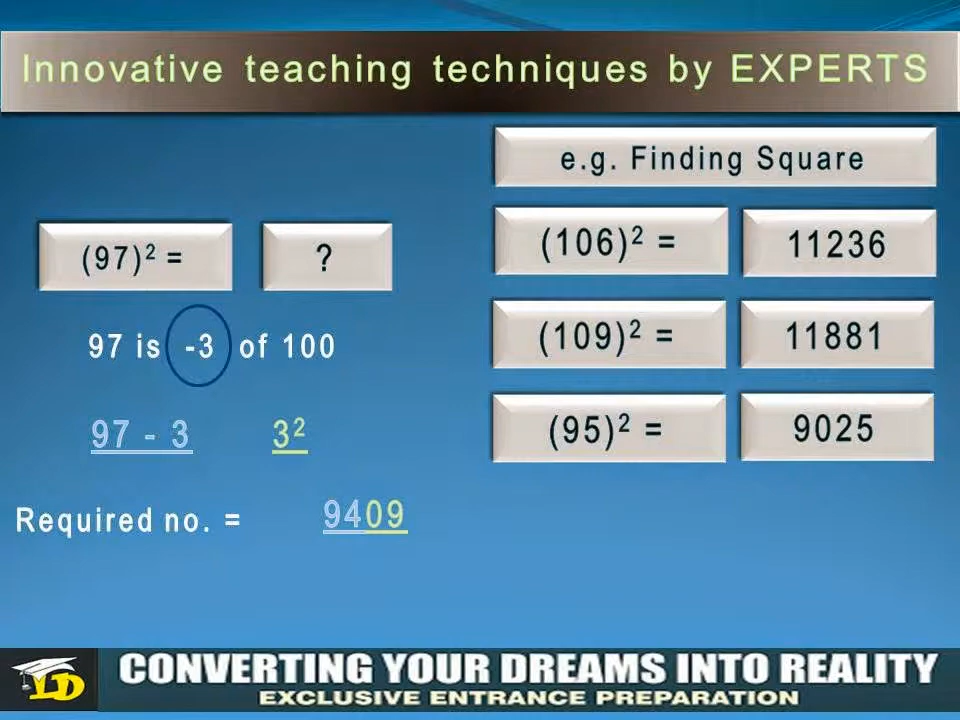 Innovative teaching techniques by EXPERTS
e.g. Finding Square
(97)² = ?
97 is -3 of 100
97 - 3 3²
Required no. = 9409
(106)² = 11236
(109)² = 11881
(95)² = 9025
LD
CONVERTING YOUR DREAMS INTO REALITY
EXCLUSIVE ENTRANCE PREPARATION